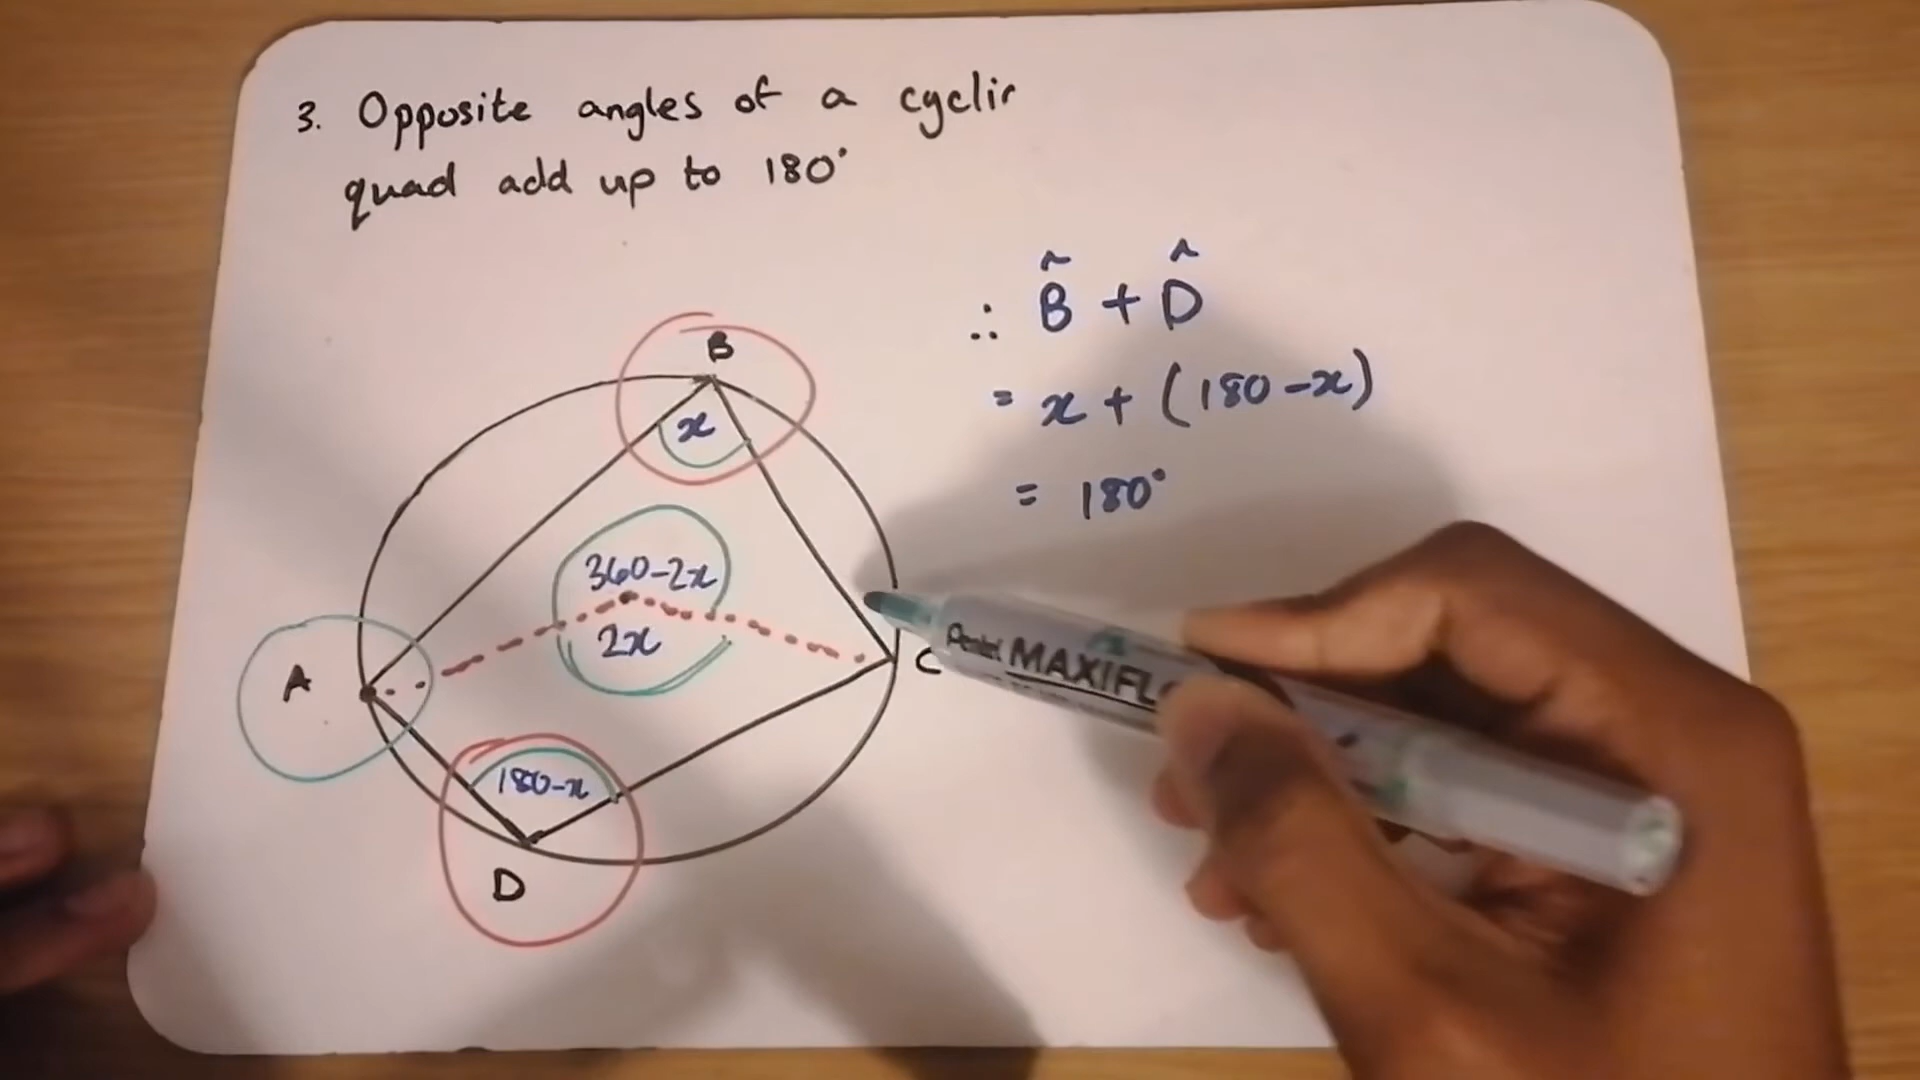 3. Opposite angles of a cyclic
quad add up to 180°
∴ B̂ + D̂
= x + (180-x)
= 180°
B
x
360-2x
2x
A
C
180-x
D
Pentel MAXIFLO